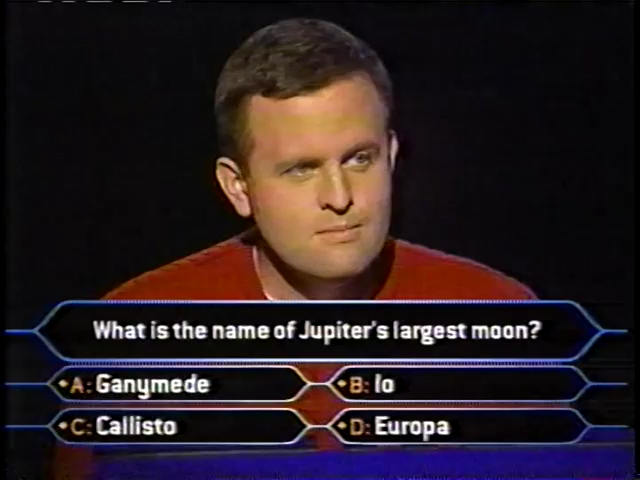 What is the name of Jupiter's largest moon?
A: Ganymede
B: Io
C: Callisto
D: Europa